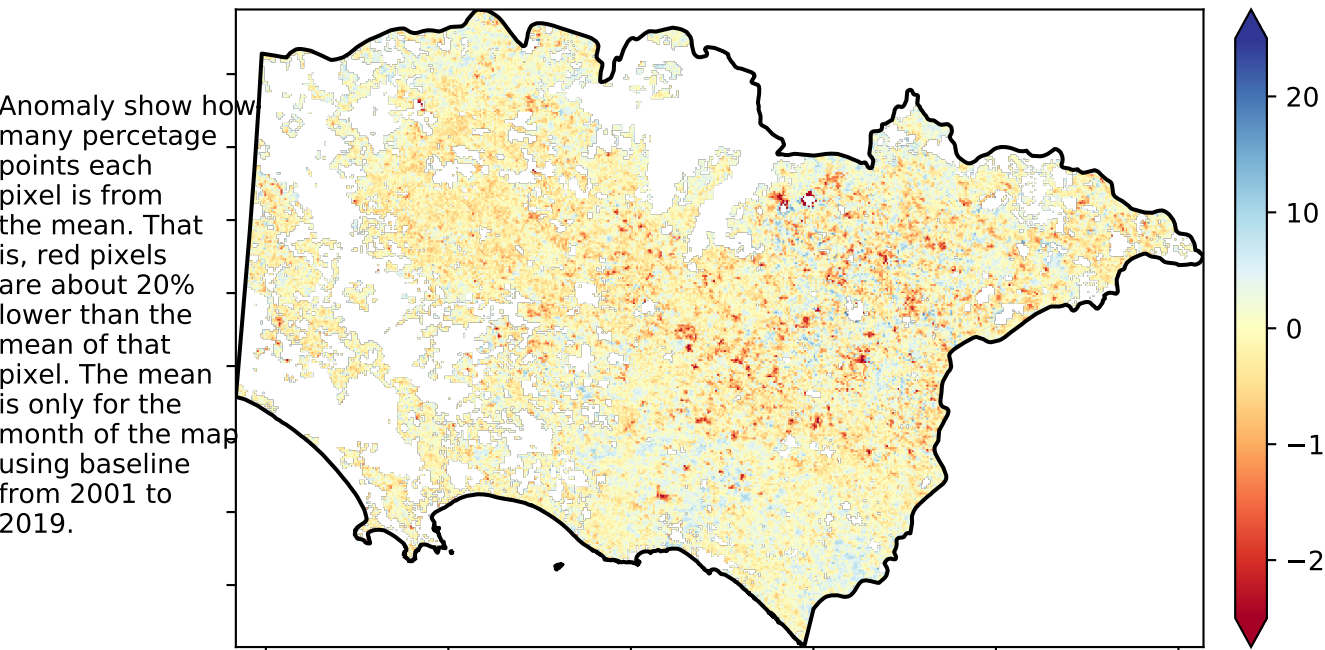 Anomaly show how
many percetage
points each
pixel is from
the mean. That
is, red pixels
are about 20%
lower than the
mean of that
pixel. The mean
is only for the
month of the map
using baseline
from 2001 to
2019.
20
10
0
−1
−2